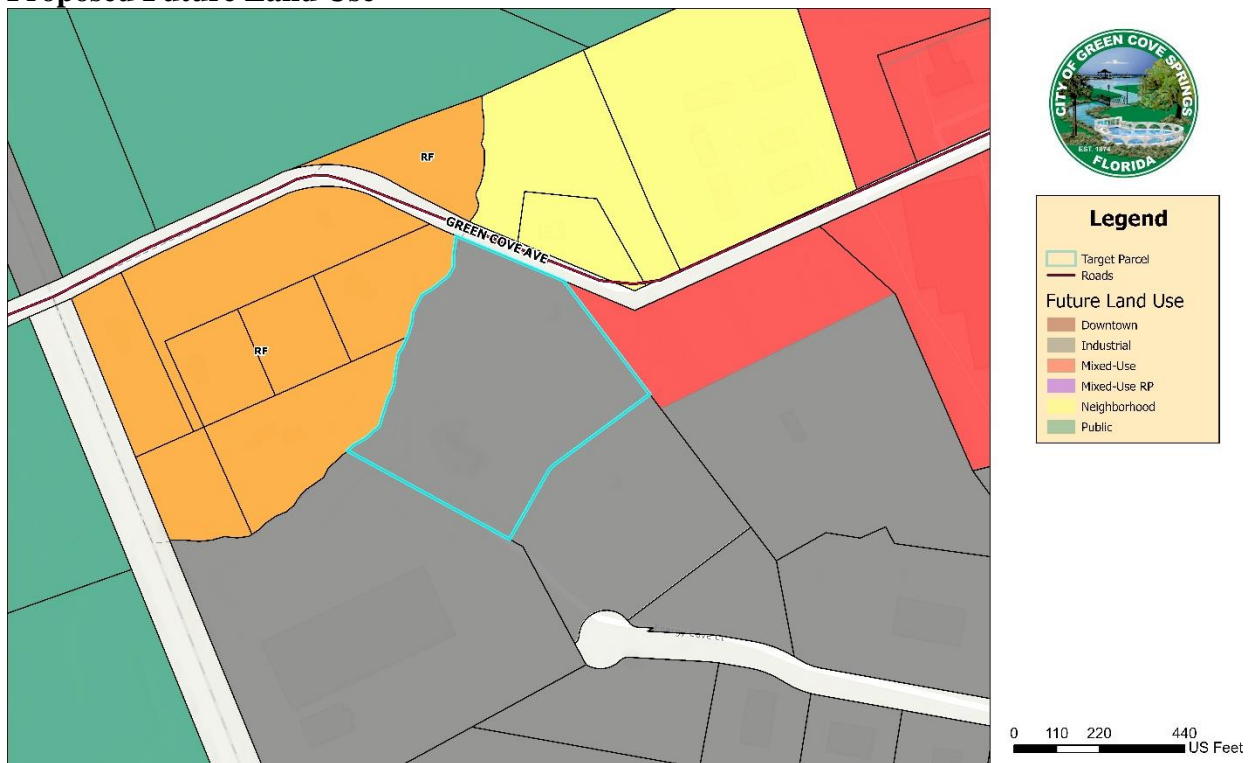 Proposed Future Land Use
CITY OF GREEN COVE SPRINGS
EST. 1874
FLORIDA
RF
GREEN COVE AVE
RF
Legend
Target Parcel
Roads
Future Land Use
Downtown
Industrial
Mixed-Use
Mixed-Use RP
Neighborhood
Public
0 110 220 440
US Feet